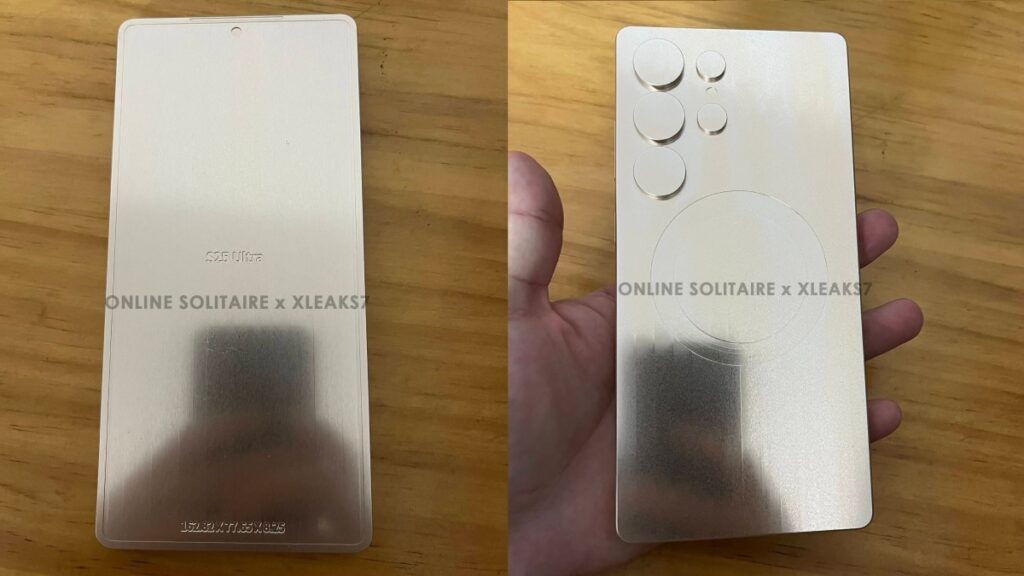 S25 Ultra
ONLINE SOLITAIRE x XLEAKS7
162.82 X 77.65 X 8.25
ONLINE SOLITAIRE x XLEAKS7